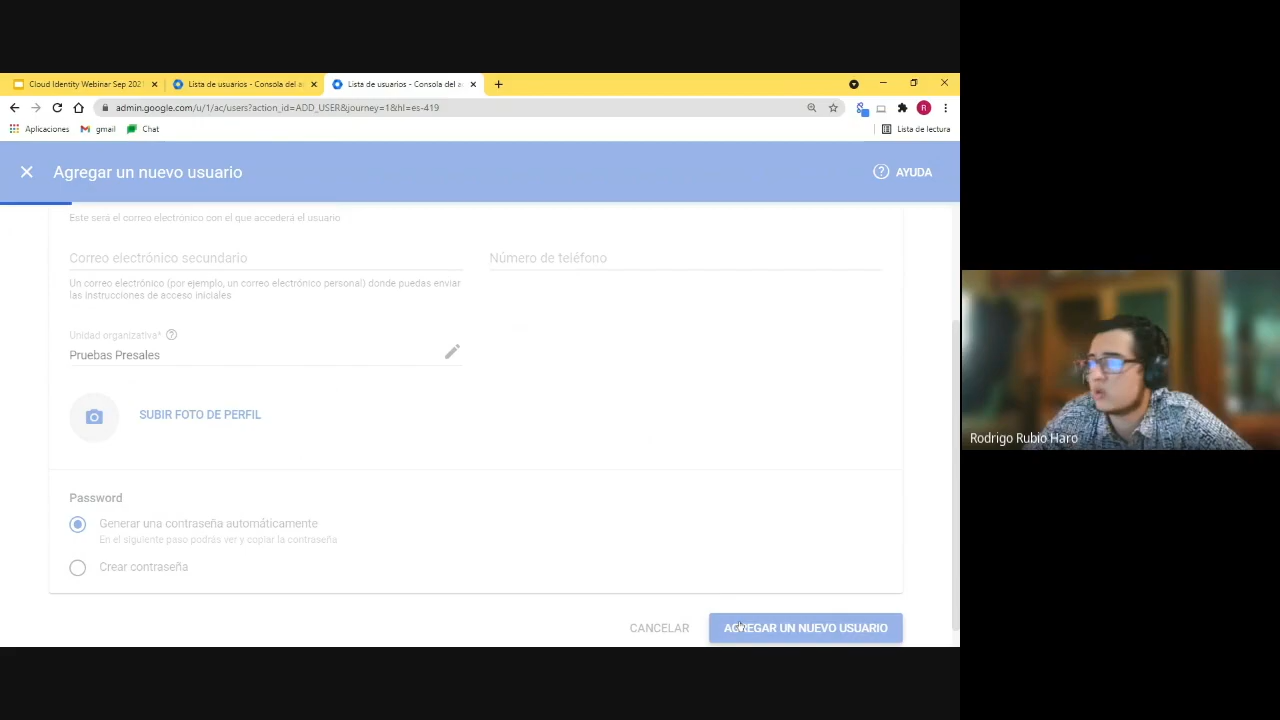 Cloud Identity Webinar Sep 202
Lista de usuarios - Consola del a
Lista de usuarios - Consola del a
admin.google.com/u/1/ac/users?action_id=ADD_USER&journey=1&hl=es-419
R
Aplicaciones
gmail
Chat
Lista de lectura
Agregar un nuevo usuario
AYUDA
Este será el correo electrónico con el que accederá el usuario
Correo electrónico secundario
Número de teléfono
Un correo electrónico (por ejemplo, un correo electrónico personal) donde puedas enviar
las instrucciones de acceso iniciales
Unidad organizativa*
Pruebas Presales
SUBIR FOTO DE PERFIL
Password
Generar una contraseña automáticamente
En el siguiente paso podrás ver y copiar la contraseña
Crear contraseña
CANCELAR
AGREGAR UN NUEVO USUARIO
Rodrigo Rubio Haro